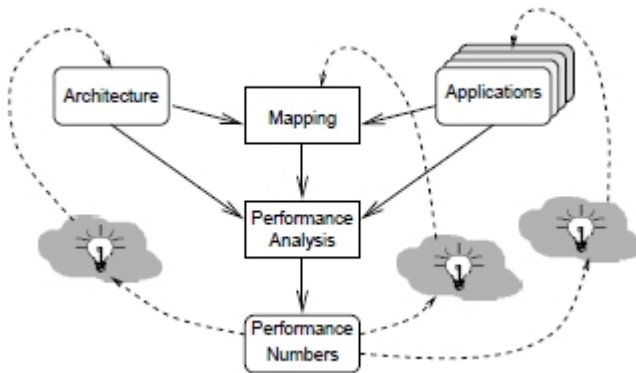 Architecture
Mapping
Applications
Performance
Analysis
Performance
Numbers